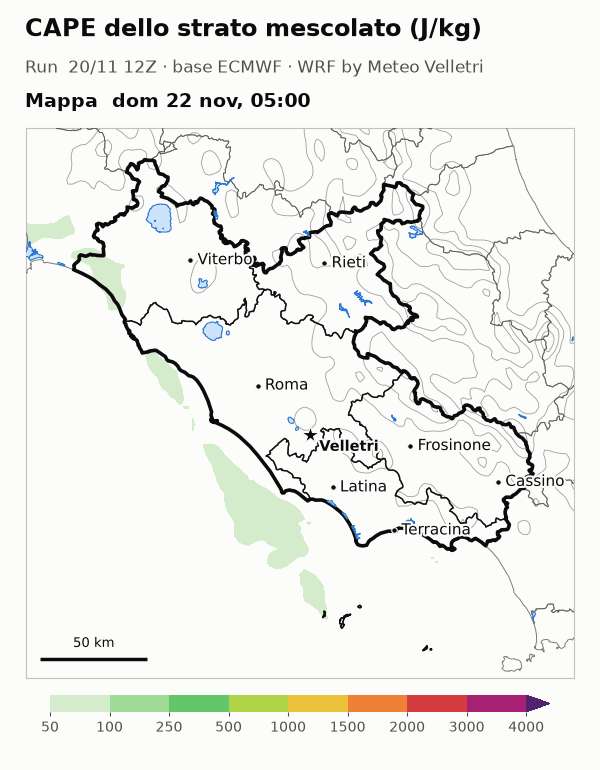 CAPE dello strato mescolato (J/kg)
Run  20/11 12Z · base ECMWF · WRF by Meteo Velletri
Mappa  dom 22 nov, 05:00
Viterbo
Rieti
Roma
Velletri
Frosinone
Latina
Cassino
Terracina
50 km
50 100 250 500 1000 1500 2000 3000 4000